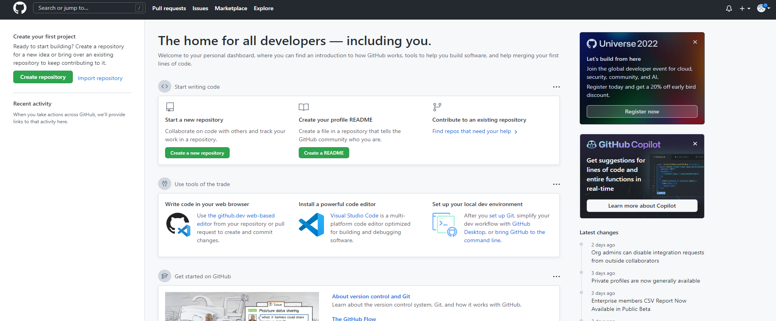 Search or jump to...
/
Pull requests Issues Marketplace Explore
Create your first project
Ready to start building? Create a repository
for a new idea or bring over an existing
repository to keep contributing to it.
Create repository
Import repository
Recent activity
When you take actions across GitHub, we'll provide
links to that activity here.
The home for all developers — including you.
Welcome to your personal dashboard, where you can find an introduction to how GitHub works, tools to help you build software, and help merging your first
lines of code.
Start writing code
Start a new repository
Collaborate on code with others and track your
work in a repository.
Create a new repository
Create your profile README
Create a file in a repository that tells the
GitHub community who you are.
Create a README
Contribute to an existing repository
Find repos that need your help
Use tools of the trade
Write code in your web browser
Use the github.dev web-based
editor from your repository or pull
request to create and commit
changes.
Install a powerful code editor
Visual Studio Code is a multi-
platform code editor optimized
for building and debugging
software.
Set up your local dev environment
After you set up Git, simplify your
dev workflow with GitHub
Desktop, or bring GitHub to the
command line.
Get started on GitHub
About version control and Git
Learn about the version control system, Git, and how it works with GitHub.
The GitHub Flow
Universe2022
Let's build from here
Join the global developer event for cloud,
security, community, and AI.
Register today and get a 20% off early bird
discount.
Register now
GitHub Copilot
Get suggestions for
lines of code and
entire functions in
real-time
Learn more about Copilot
Latest changes
2 days ago
Org admins can disable integration requests
from outside collaborators
3 days ago
Private profiles are now generally available
3 days ago
Enterprise members CSV Report Now
Available in Public Beta